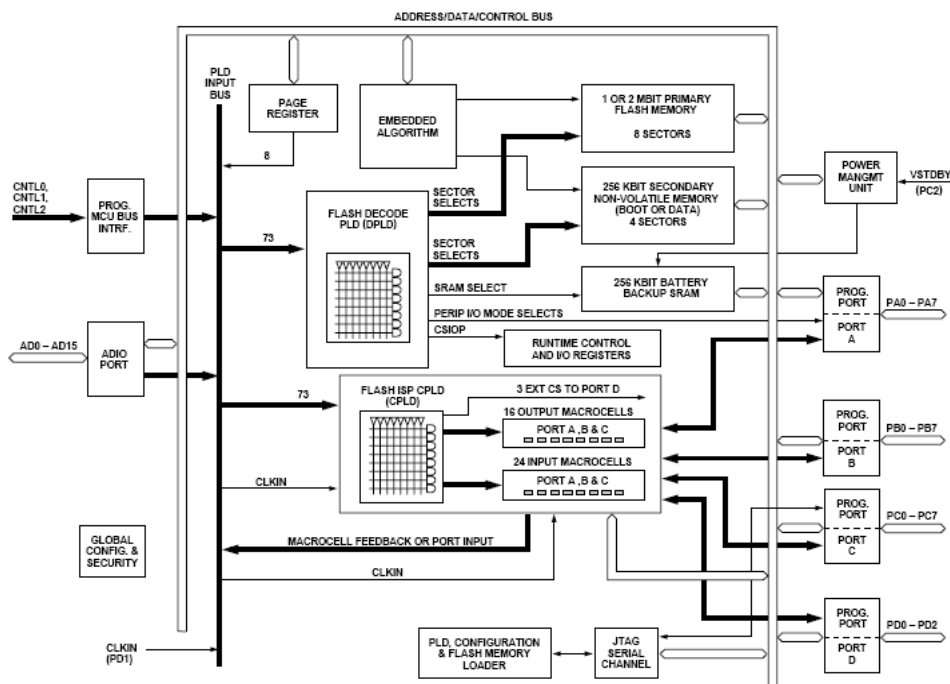 ADDRESS/DATA/CONTROL BUS
PLD
INPUT
BUS
PAGE
REGISTER
EMBEDDED
ALGORITHM
1 OR 2 MBIT PRIMARY
FLASH MEMORY
8 SECTORS
8
CNTL0,
CNTL1,
CNTL2
PROG.
MCU BUS
INTRF.
SECTOR
SELECTS
POWER
MANGMT
UNIT
VSTDBY
(PC2)
FLASH DECODE
PLD (DPLD)
256 KBIT SECONDARY
NON-VOLATILE MEMORY
(BOOT OR DATA)
4 SECTORS
73
SECTOR
SELECTS
SRAM SELECT
256 KBIT BATTERY
BACKUP SRAM
PERIP I/O MODE SELECTS
CSIOP
RUNTIME CONTROL
AND I/O REGISTERS
PROG.
PORT
PORT
A
PA0 – PA7
AD0 – AD15
ADIO
PORT
73
FLASH ISP CPLD
(CPLD)
3 EXT CS TO PORT D
16 OUTPUT MACROCELLS
PORT A ,B & C
24 INPUT MACROCELLS
PORT A ,B & C
PROG.
PORT
PORT
B
PB0 – PB7
CLKIN
PROG.
PORT
PORT
C
PC0 – PC7
GLOBAL
CONFIG. &
SECURITY
MACROCELL FEEDBACK OR PORT INPUT
CLKIN
PROG.
PORT
PORT
D
PD0 – PD2
CLKIN
(PD1)
PLD, CONFIGURATION
& FLASH MEMORY
LOADER
JTAG
SERIAL
CHANNEL